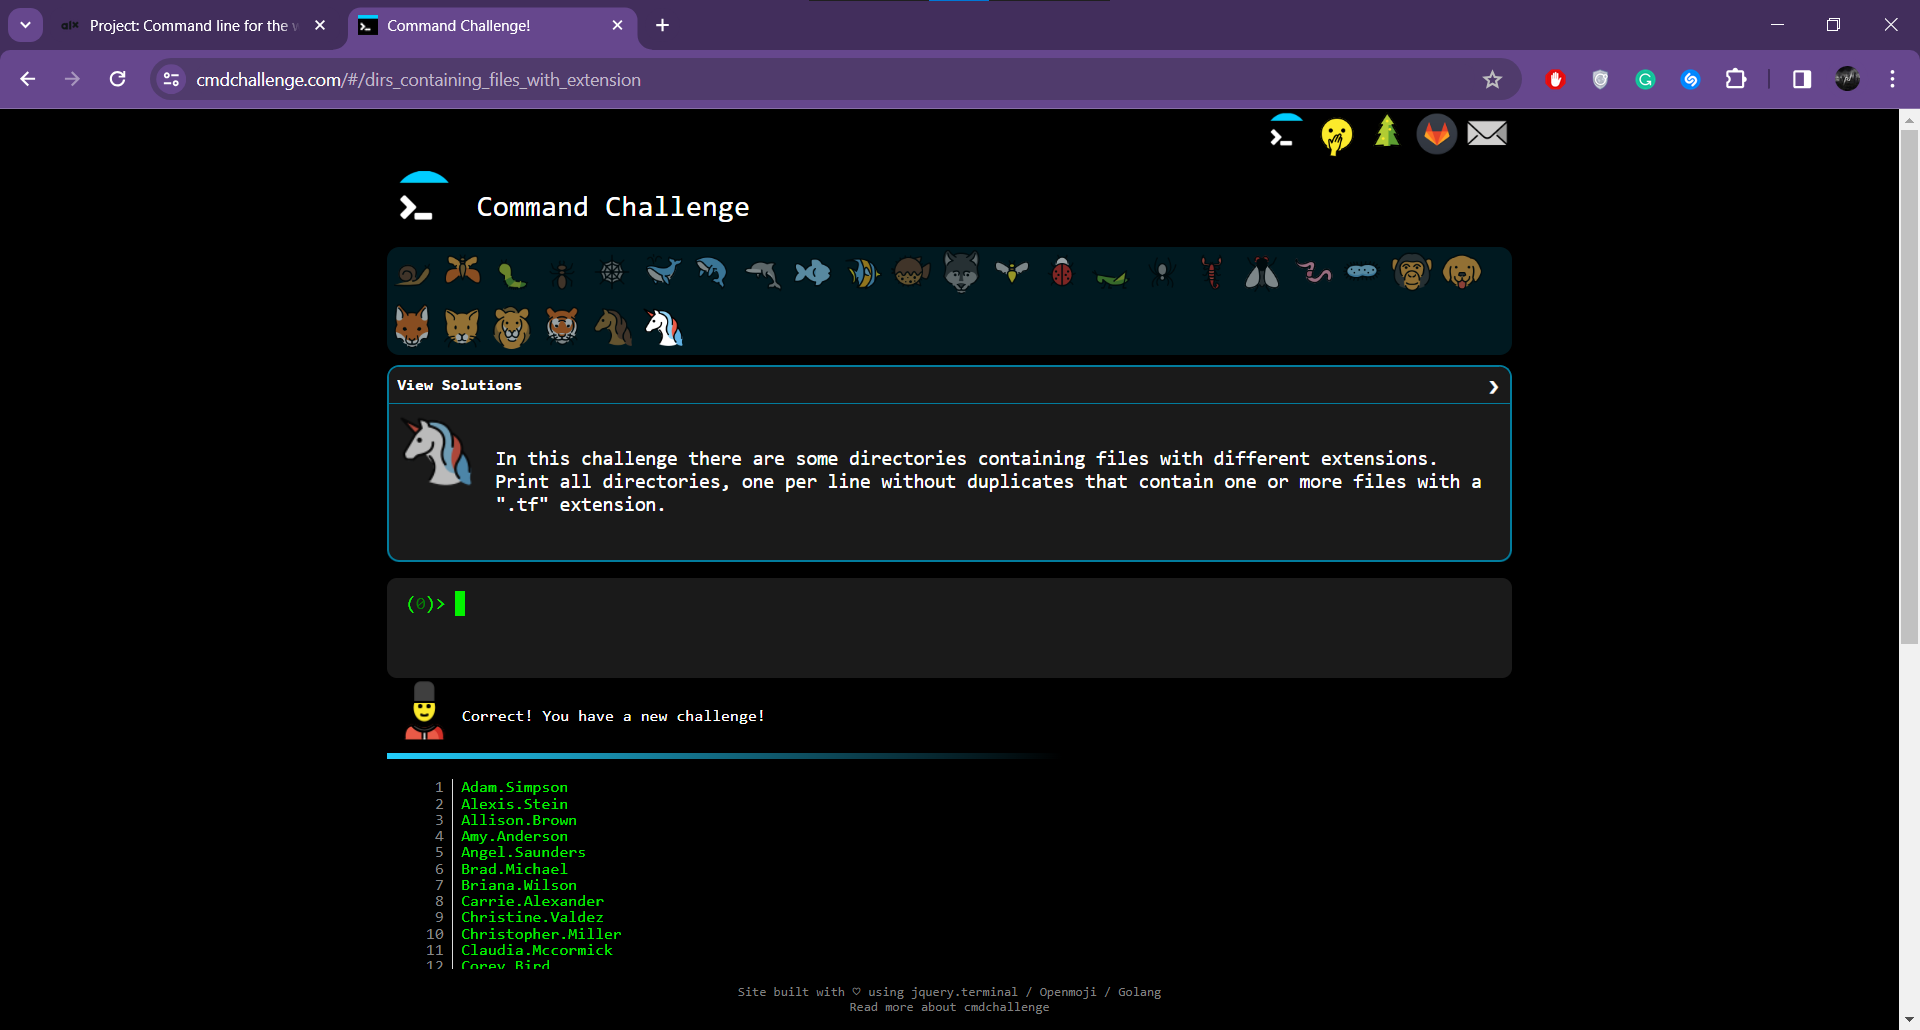 alx Project: Command line for the w
Command Challenge!
cmdchallenge.com/#/dirs_containing_files_with_extension
Command Challenge
View Solutions
In this challenge there are some directories containing files with different extensions.
Print all directories, one per line without duplicates that contain one or more files with a
".tf" extension.
(0)>
Correct! You have a new challenge!
1 Adam.Simpson
2 Alexis.Stein
3 Allison.Brown
4 Amy.Anderson
5 Angel.Saunders
6 Brad.Michael
7 Briana.Wilson
8 Carrie.Alexander
9 Christine.Valdez
10 Christopher.Miller
11 Claudia.Mccormick
12 Corey.Bird
Site built with ♡ using jquery.terminal / Openmoji / Golang
Read more about cmdchallenge